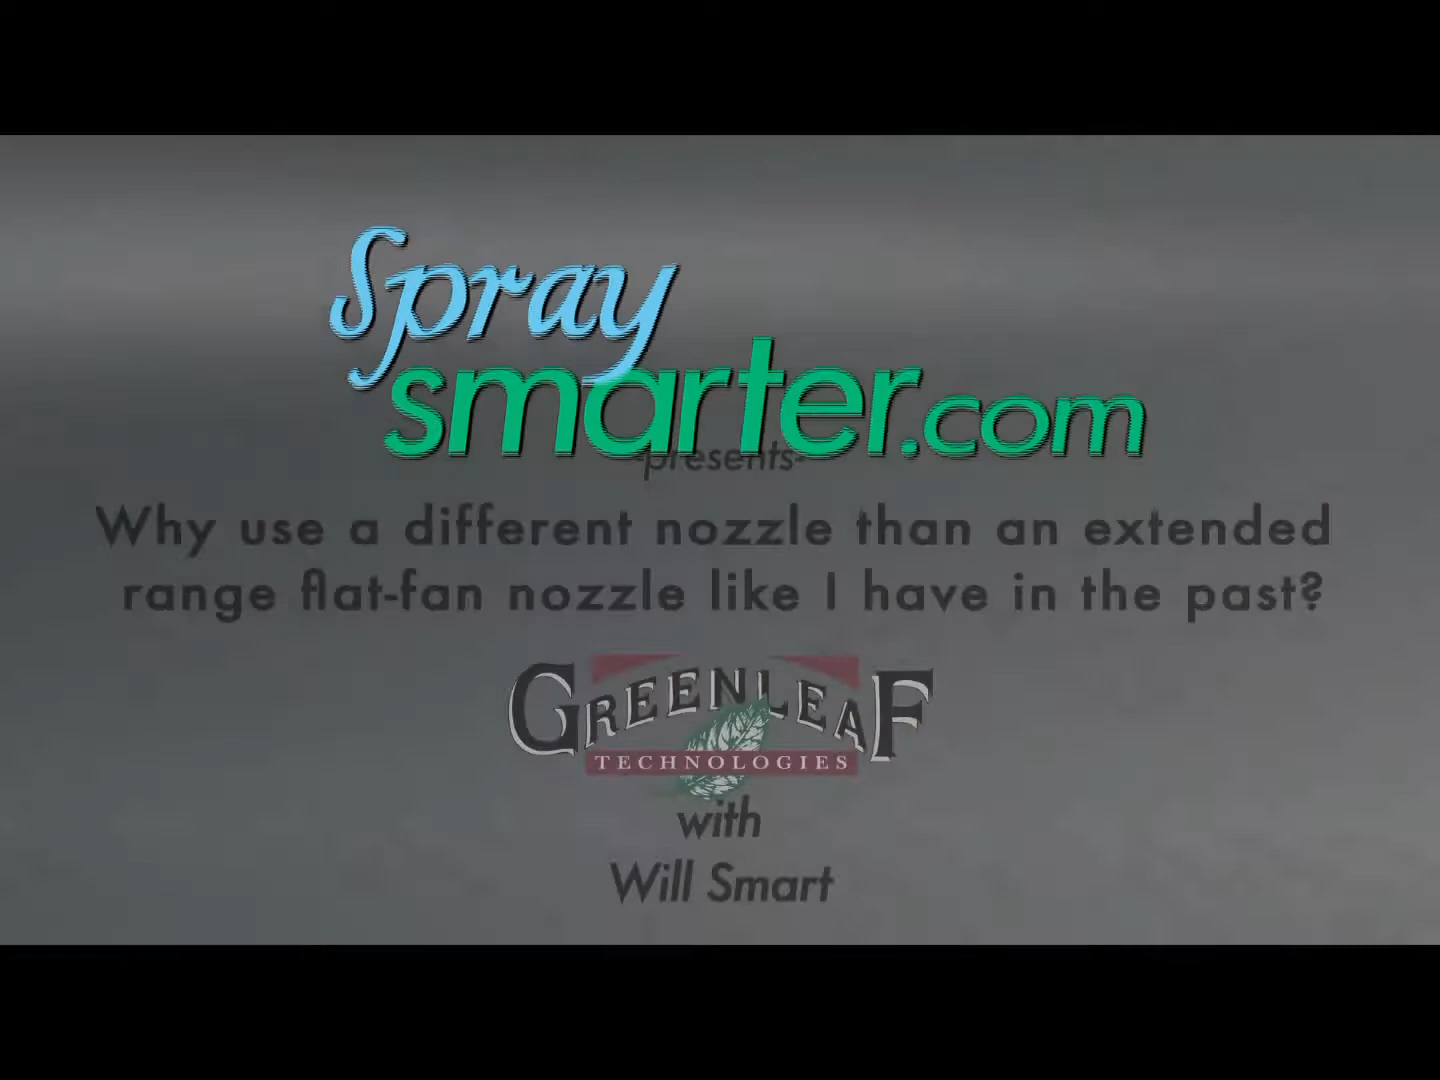 Spray
smarter.com
-presents-
Why use a different nozzle than an extended
range flat-fan nozzle like I have in the past?
GREENLEAF
TECHNOLOGIES
with
Will Smart